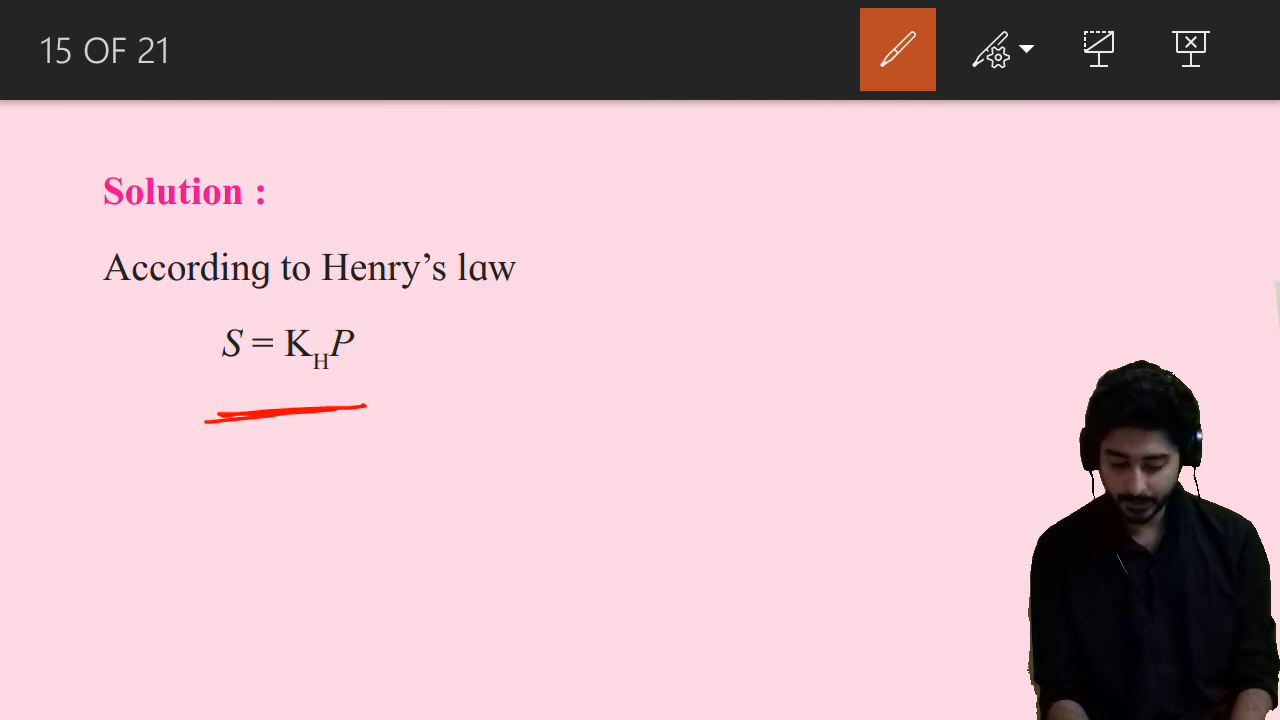 15 OF 21
Solution :
According to Henry’s law
S = K_H P